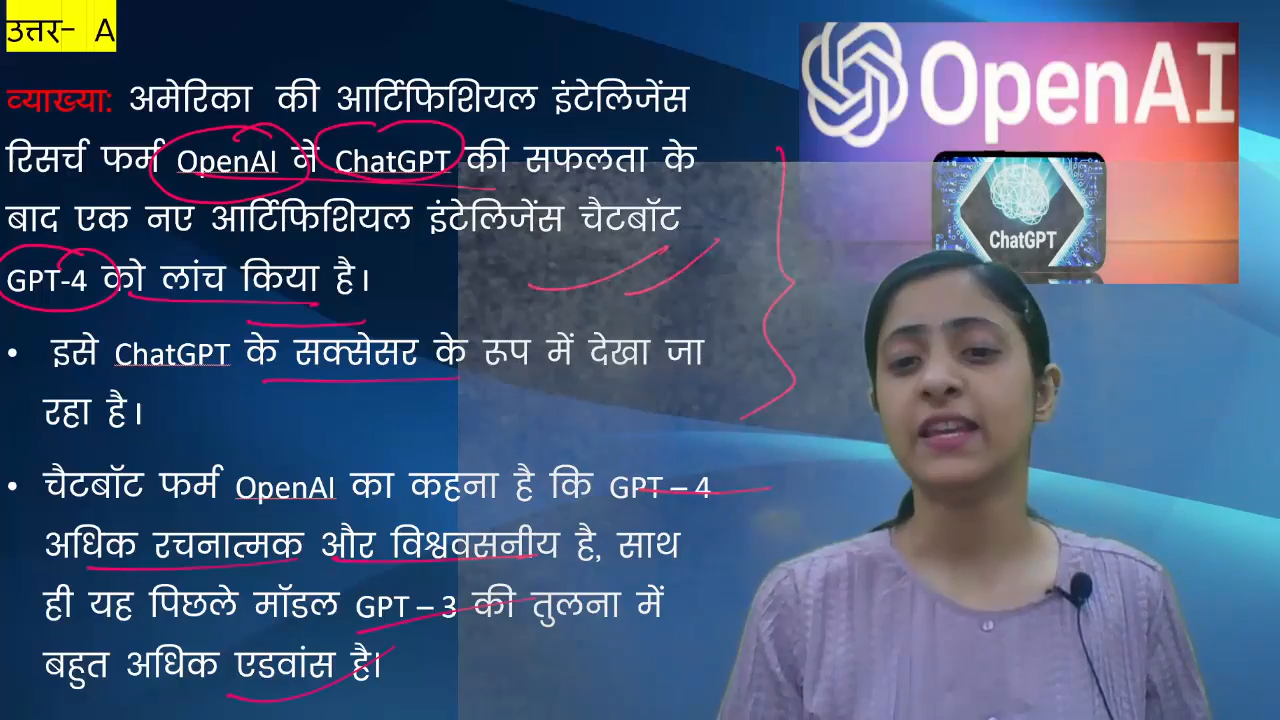 उत्तर- A
व्याख्या: अमेरिका की आर्टिफिशियल इंटेलिजेंस
रिसर्च फर्म OpenAI ने ChatGPT की सफलता के
बाद एक नए आर्टिफिशियल इंटेलिजेंस चैटबॉट
GPT-4 को लांच किया है।
• इसे ChatGPT के सक्सेसर के रूप में देखा जा
रहा है।
• चैटबॉट फर्म OpenAI का कहना है कि GPT – 4
अधिक रचनात्मक और विश्ववसनीय है, साथ
ही यह पिछले मॉडल GPT – 3 की तुलना में
बहुत अधिक एडवांस है।
OpenAI
ChatGPT